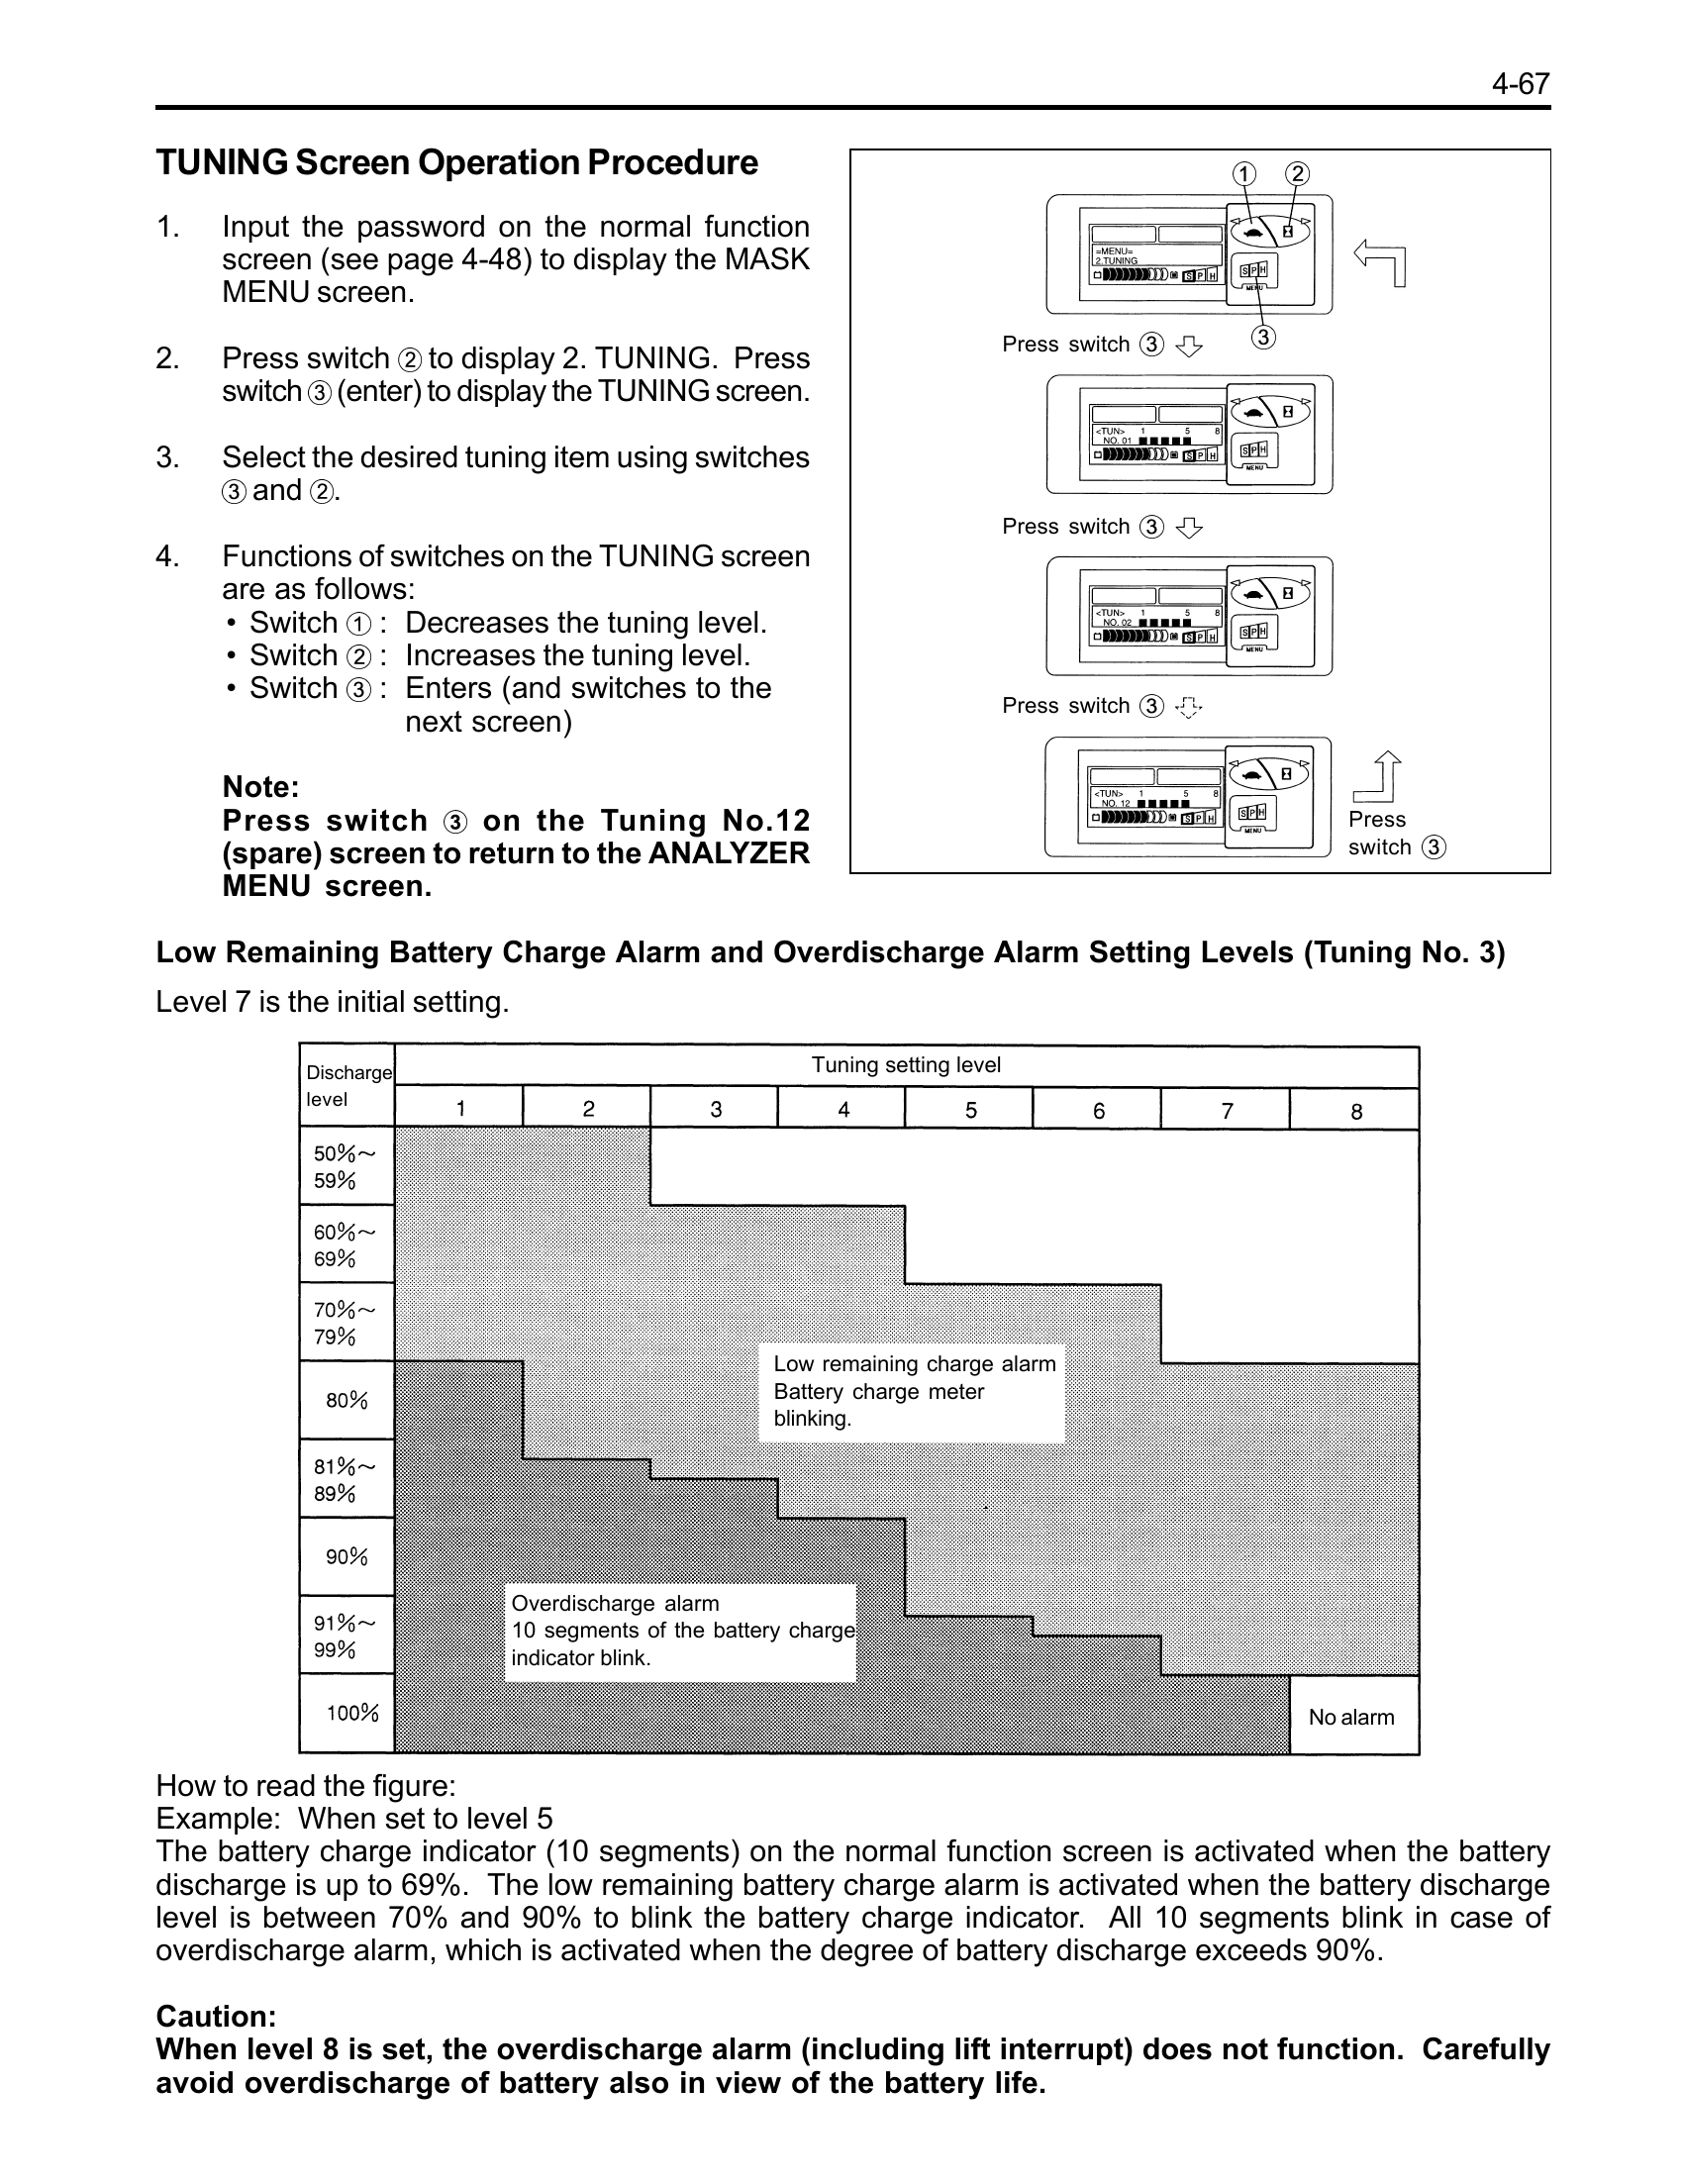 4-67
TUNING Screen Operation Procedure
1. Input the password on the normal function
screen (see page 4-48) to display the MASK
MENU screen.
2. Press switch ② to display 2. TUNING. Press
switch ③ (enter) to display the TUNING screen.
3. Select the desired tuning item using switches
③ and ②.
4. Functions of switches on the TUNING screen
are as follows:
• Switch ① : Decreases the tuning level.
• Switch ② : Increases the tuning level.
• Switch ③ : Enters (and switches to the
next screen)
Note:
Press switch ③ on the Tuning No.12
(spare) screen to return to the ANALYZER
MENU screen.
① ②
=MENU=
2.TUNING
S P H
S P H
MENU
Press switch ③
③
<TUN> 1 5 8
NO. 01
S P H
S P H
MENU
Press switch ③
<TUN> 1 5 8
NO. 02
S P H
S P H
MENU
Press switch ③
<TUN> 1 5 8
NO. 12
S P H
S P H
MENU
Press
switch ③
Low Remaining Battery Charge Alarm and Overdischarge Alarm Setting Levels (Tuning No. 3)
Level 7 is the initial setting.
Discharge
level
Tuning setting level
1 2 3 4 5 6 7 8
50%~
59%
60%~
69%
70%~
79%
80%
81%~
89%
90%
91%~
99%
100%
Low remaining charge alarm
Battery charge meter
blinking.
Overdischarge alarm
10 segments of the battery charge
indicator blink.
No alarm
How to read the figure:
Example: When set to level 5
The battery charge indicator (10 segments) on the normal function screen is activated when the battery
discharge is up to 69%. The low remaining battery charge alarm is activated when the battery discharge
level is between 70% and 90% to blink the battery charge indicator. All 10 segments blink in case of
overdischarge alarm, which is activated when the degree of battery discharge exceeds 90%.
Caution:
When level 8 is set, the overdischarge alarm (including lift interrupt) does not function. Carefully
avoid overdischarge of battery also in view of the battery life.